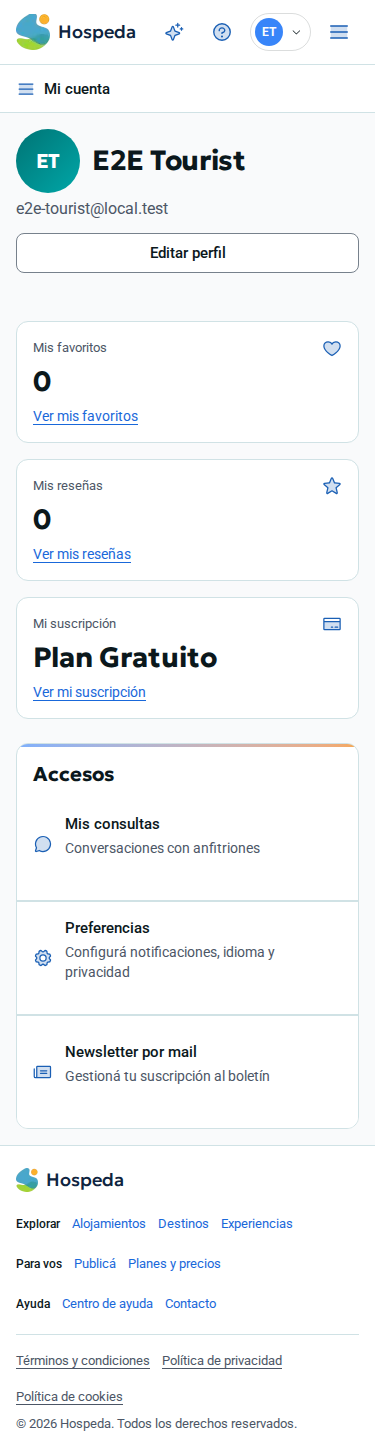 Hospeda
ET
Mi cuenta
ET
E2E Tourist
e2e-tourist@local.test
Editar perfil
Mis favoritos
0
Ver mis favoritos
Mis reseñas
0
Ver mis reseñas
Mi suscripción
Plan Gratuito
Ver mi suscripción
Accesos
Mis consultas
Conversaciones con anfitriones
Preferencias
Configurá notificaciones, idioma y
privacidad
Newsletter por mail
Gestioná tu suscripción al boletín
Hospeda
Explorar Alojamientos Destinos Experiencias
Para vos Publicá Planes y precios
Ayuda Centro de ayuda Contacto
Términos y condiciones Política de privacidad
Política de cookies
© 2026 Hospeda. Todos los derechos reservados.